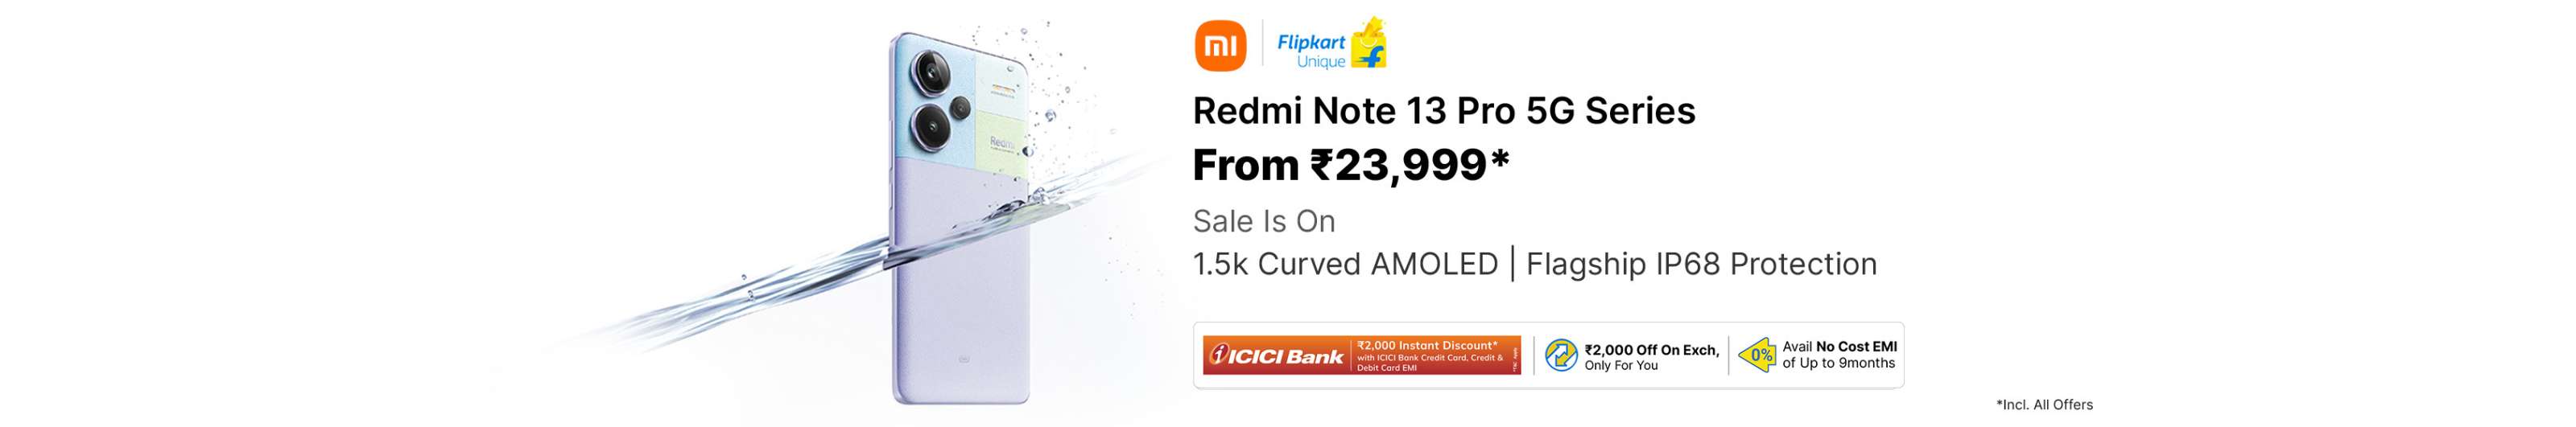 mi
Flipkart
Unique
Redmi Note 13 Pro 5G Series
From ₹23,999*
Sale Is On
1.5k Curved AMOLED | Flagship IP68 Protection
ICICI Bank
₹2,000 Instant Discount*
with ICICI Bank Credit Card, Credit &
Debit Card EMI
*T&C Apply
₹2,000 Off On Exch,
Only For You
0%
Avail No Cost EMI
of Up to 9months
*Incl. All Offers
Redmi